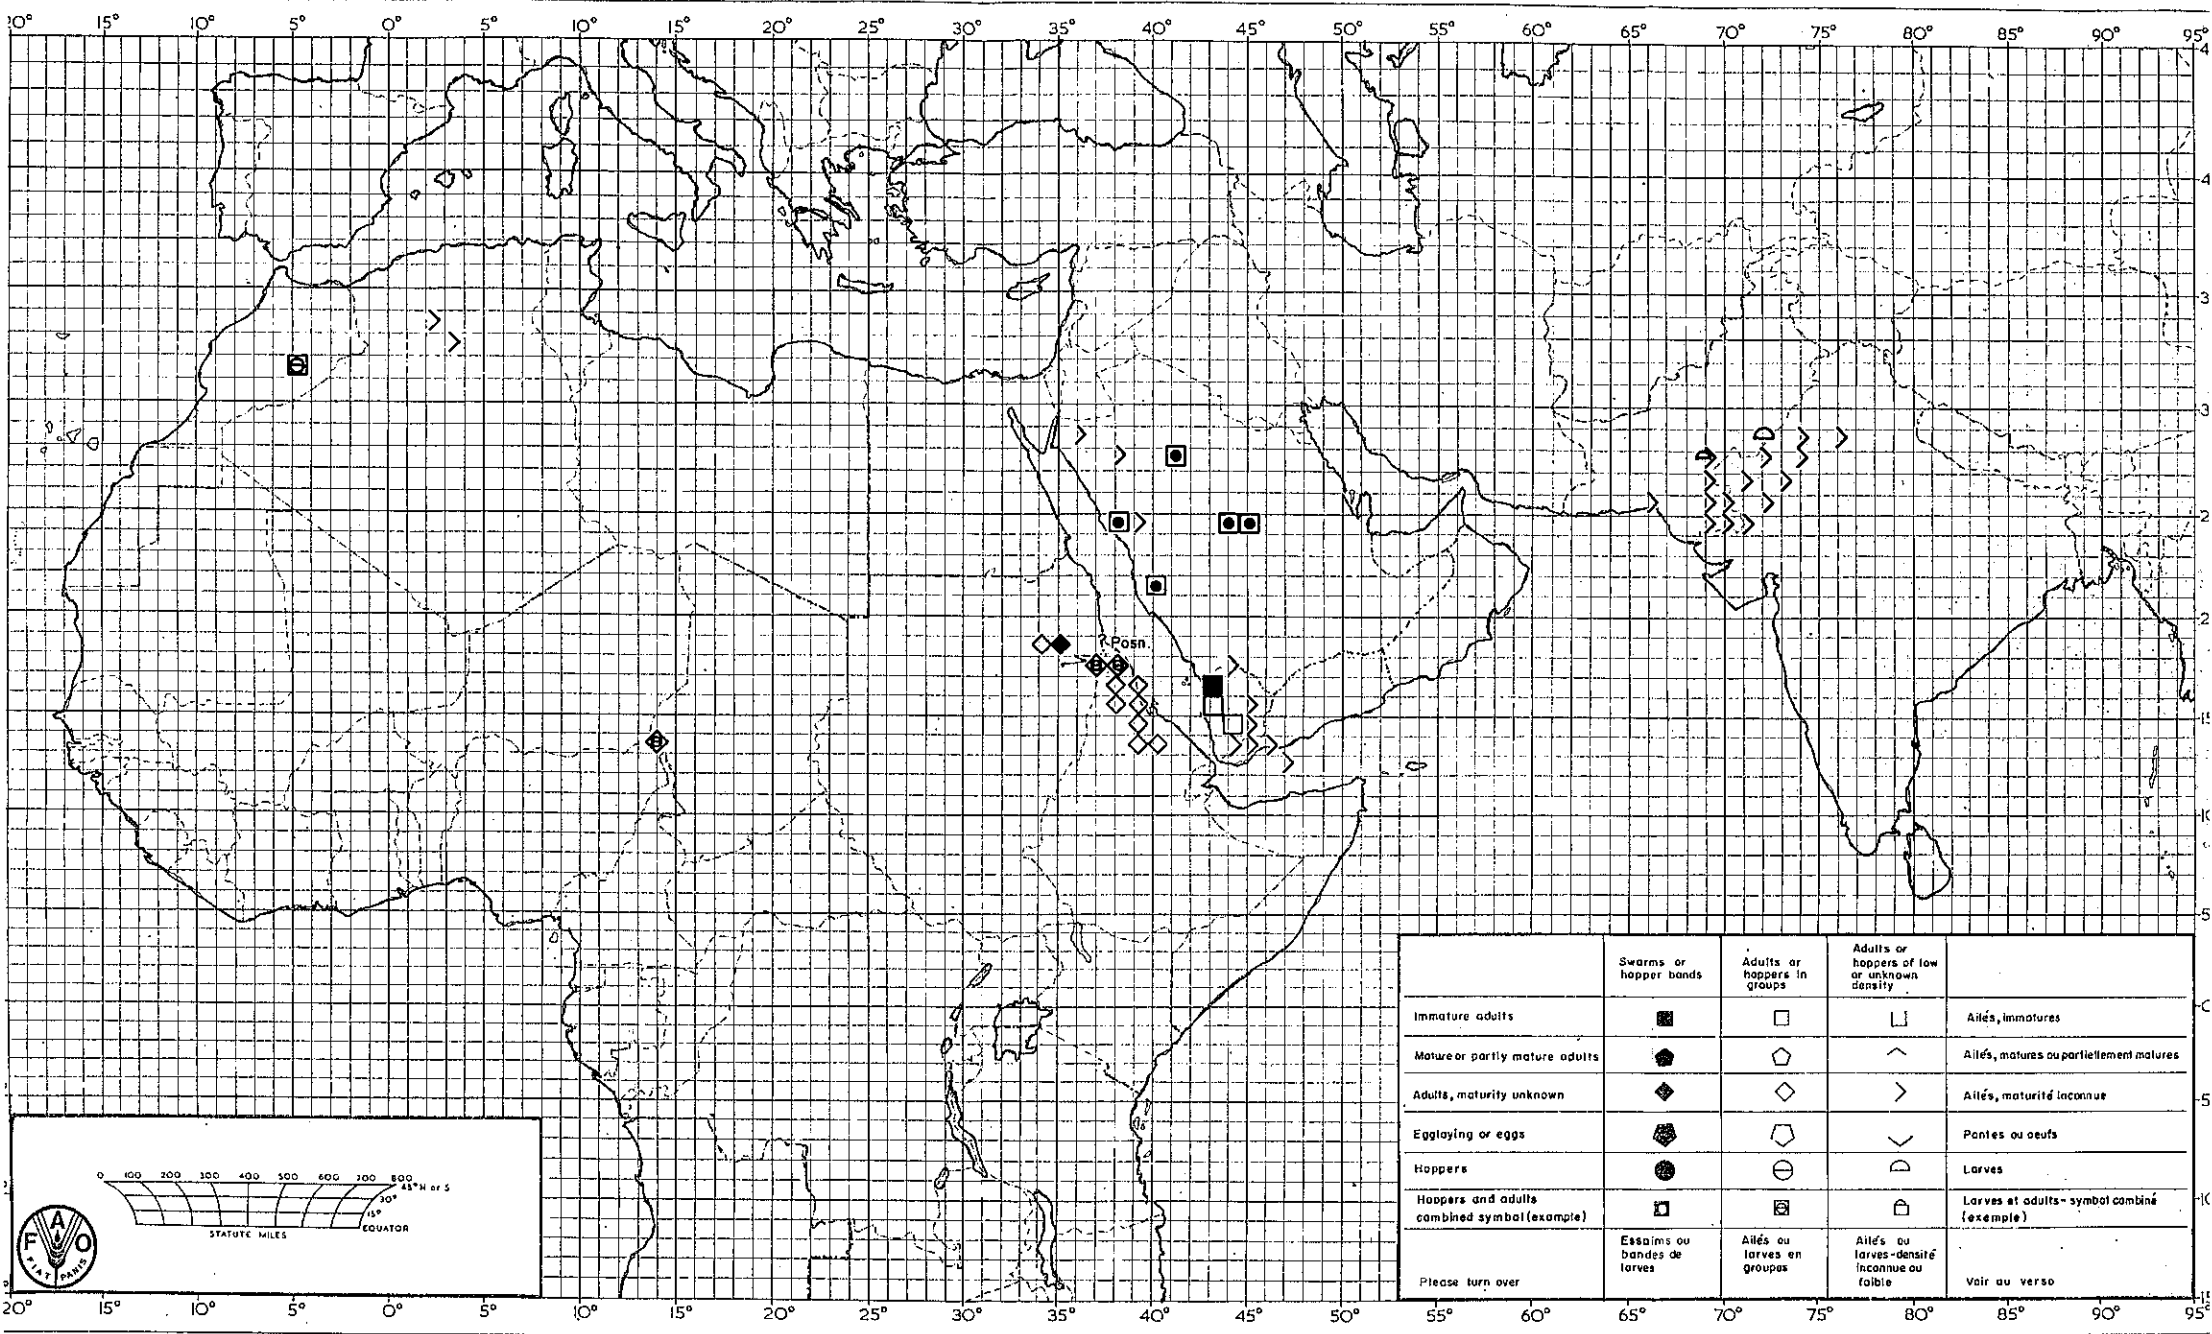 20° 15° 10° 5° 0° 5° 10° 15° 20° 25° 30° 35° 40° 45° 50° 55° 60° 65° 70° 75° 80° 85° 90° 95°
Posn.
Swarms or hopper bands
Adults or hoppers in groups
Adults or hoppers of low or unknown density
Immature adults
Ailés, immatures
Mature or partly mature adults
Ailés, matures ou partiellement matures
Adults, maturity unknown
Ailés, maturité inconnue
Egglaying or eggs
Pontes ou oeufs
Hoppers
Larves
Hoppers and adults combined symbol (example)
Larves et adults - symbol combiné (exemple)
Essaims ou bandes de larves
Ailés ou larves en groupes
Ailés ou larves-densité inconnue ou faible
Please turn over
Voir au verso
0 100 200 300 400 500 600 700 800
45° N or S
30°
15°
EQUATOR
STATUTE MILES
FAO
FIAT PANIS
20° 15° 10° 5° 0° 5° 10° 15° 20° 25° 30° 35° 40° 45° 50° 55° 60° 65° 70° 75° 80° 85° 90° 95°